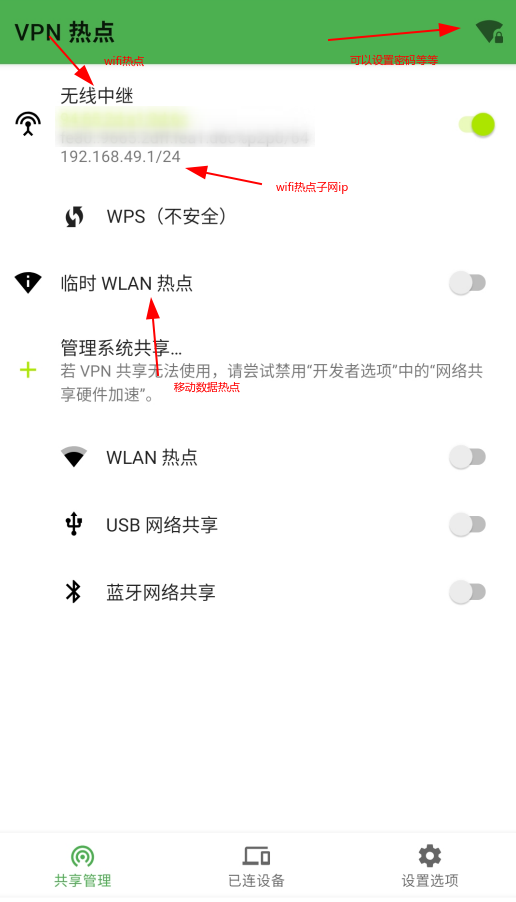 VPN 热点
wifi热点
可以设置密码等等
无线中继
192.168.49.1/24
wifi热点子网ip
WPS（不安全）
临时 WLAN 热点
管理系统共享…
若 VPN 共享无法使用，请尝试禁用“开发者选项”中的“网络共
享硬件加速”。
移动数据热点
WLAN 热点
USB 网络共享
蓝牙网络共享
共享管理
已连设备
设置选项